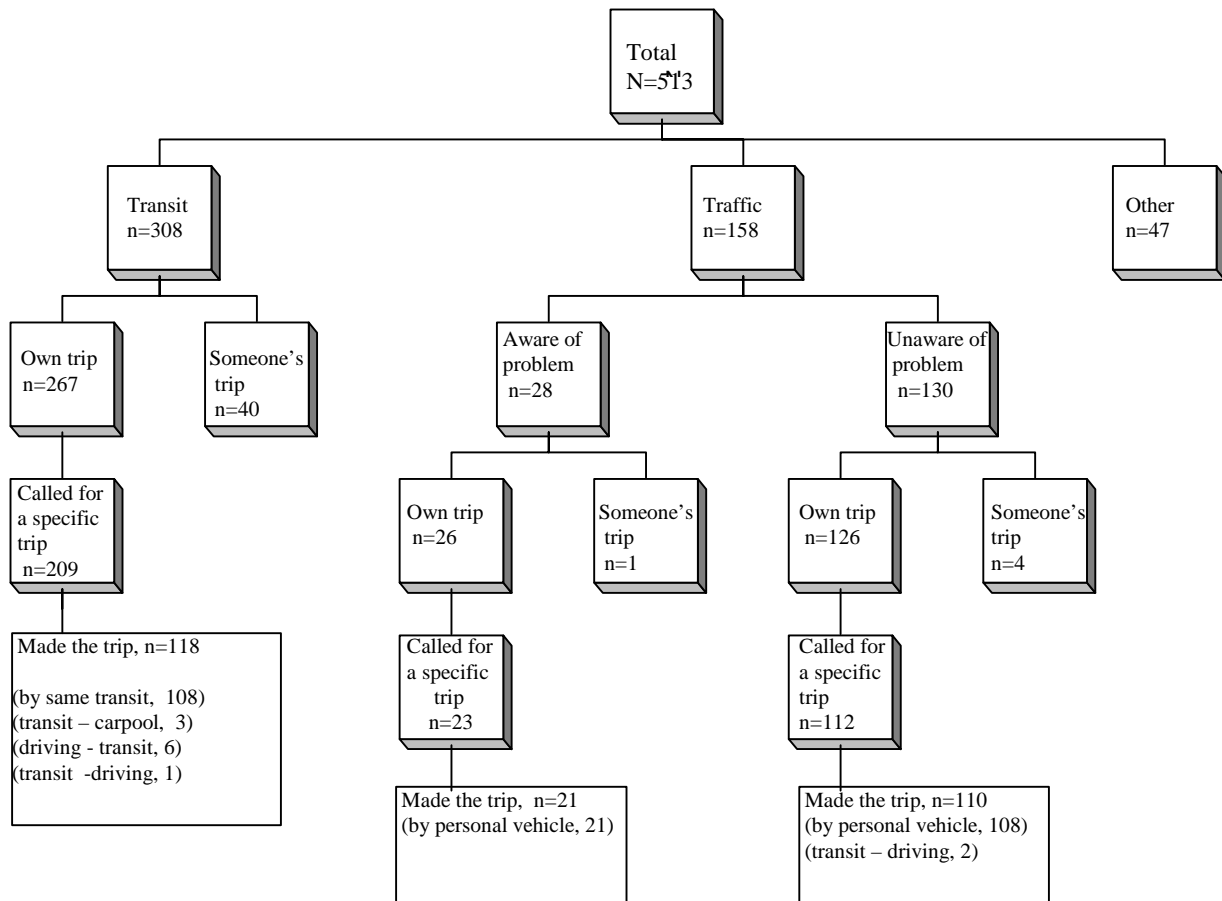 Total
N=513
Transit
n=308
Traffic
n=158
Other
n=47
Own trip
n=267
Someone’s
trip
n=40
Aware of
problem
n=28
Unaware of
problem
n=130
Called for
a specific
trip
n=209
Own trip
n=26
Someone’s
trip
n=1
Own trip
n=126
Someone’s
trip
n=4
Made the trip, n=118
(by same transit, 108)
(transit – carpool, 3)
(driving - transit, 6)
(transit -driving, 1)
Called for
a specific
trip
n=23
Called for
a specific
trip
n=112
Made the trip, n=21
(by personal vehicle, 21)
Made the trip, n=110
(by personal vehicle, 108)
(transit – driving, 2)